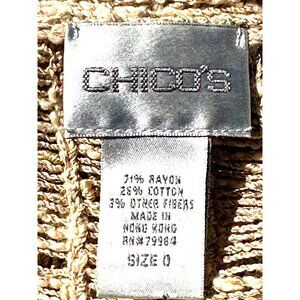 CHICO'S
71% RAYON
26% COTTON
3% OTHER FIBERS
MADE IN
HONG KONG
RN#79984
SIZE 0